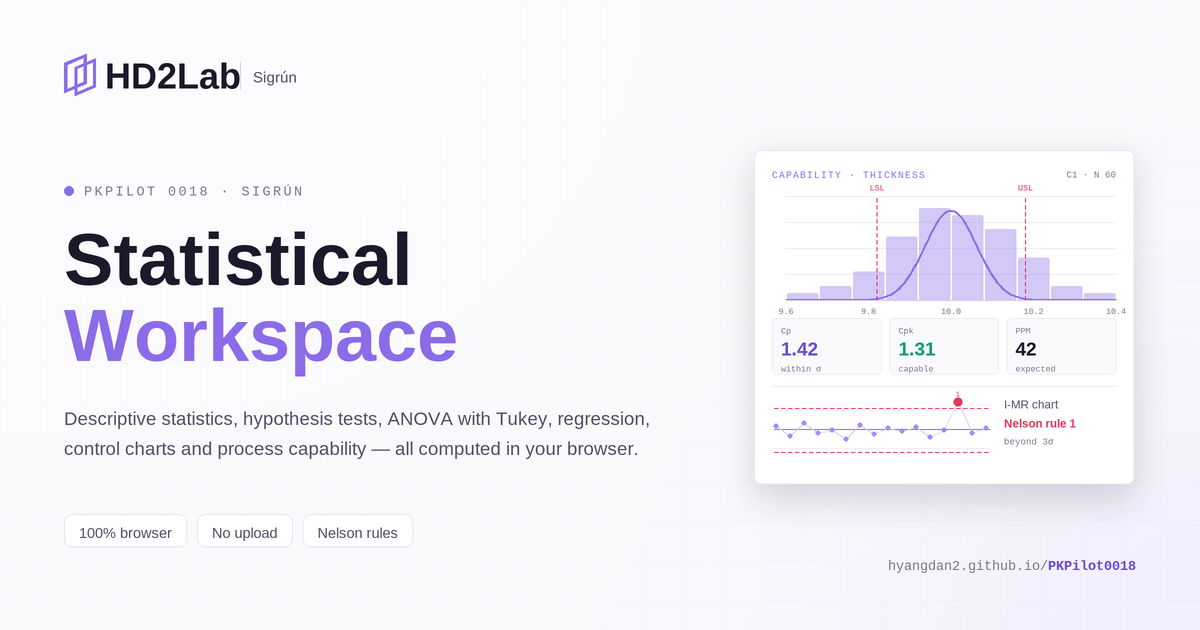 HD2Lab
Sigrún
PKPILOT 0018 · SIGRÚN
Statistical
Workspace
Descriptive statistics, hypothesis tests, ANOVA with Tukey, regression,
control charts and process capability — all computed in your browser.
100% browser
No upload
Nelson rules
CAPABILITY · THICKNESS
C1 · N 60
LSL
USL
9.6
9.8
10.0
10.2
10.4
Cp
1.42
within σ
Cpk
1.31
capable
PPM
42
expected
1
I-MR chart
Nelson rule 1
beyond 3σ
hyangdan2.github.io/PKPilot0018